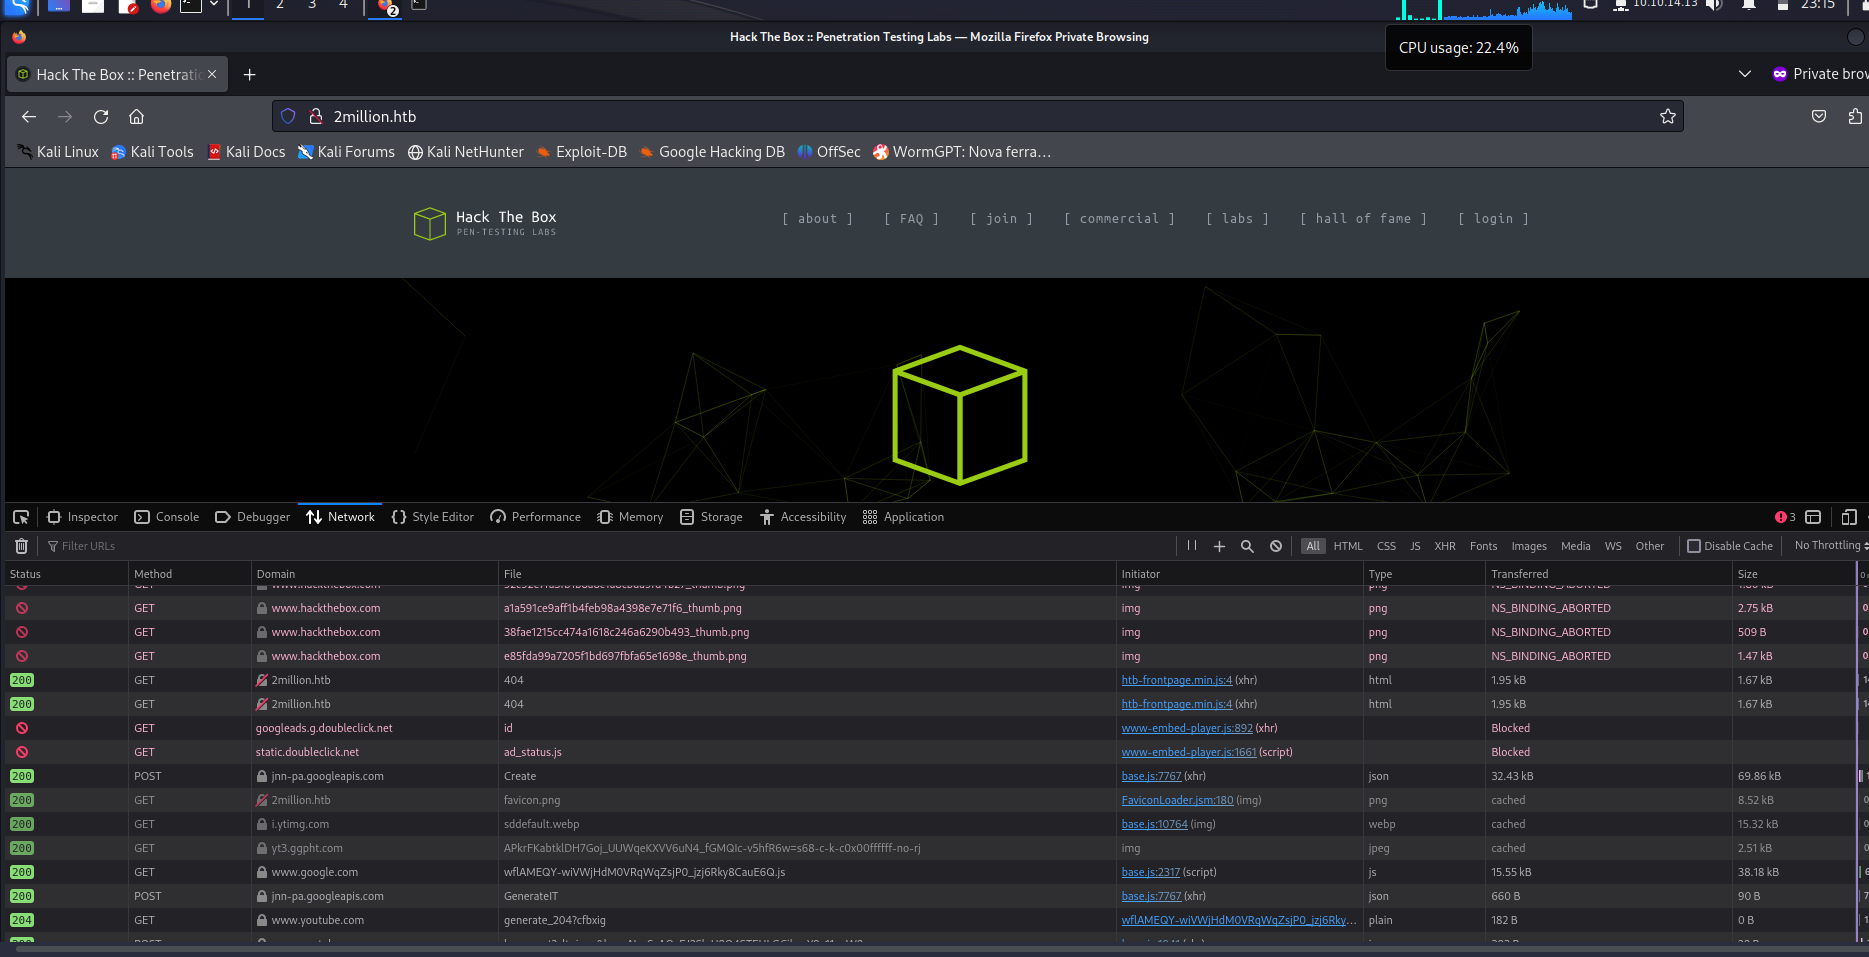 1 2 3 4 2 10.10.14.13 23:15
Hack The Box :: Penetration Testing Labs — Mozilla Firefox Private Browsing
CPU usage: 22.4%
Hack The Box :: Penetratio Private brow
2million.htb
Kali Linux Kali Tools Kali Docs Kali Forums Kali NetHunter Exploit-DB Google Hacking DB OffSec WormGPT: Nova ferra…
Hack The Box
PEN-TESTING LABS
[ about ] [ FAQ ] [ join ] [ commercial ] [ labs ] [ hall of fame ] [ login ]
Inspector Console Debugger Network Style Editor Performance Memory Storage Accessibility Application 3
Filter URLs All HTML CSS JS XHR Fonts Images Media WS Other Disable Cache No Throttling
Status Method Domain File Initiator Type Transferred Size
GET www.hackthebox.com img png NS_BINDING_ABORTED
GET www.hackthebox.com a1a591ce9aff1b4feb98a4398e7e71f6_thumb.png img png NS_BINDING_ABORTED 2.75 kB
GET www.hackthebox.com 38fae1215cc474a1618c246a6290b493_thumb.png img png NS_BINDING_ABORTED 509 B
GET www.hackthebox.com e85fda99a7205f1bd697fbfa65e1698e_thumb.png img png NS_BINDING_ABORTED 1.47 kB
200 GET 2million.htb 404 htb-frontpage.min.js:4 (xhr) html 1.95 kB 1.67 kB
200 GET 2million.htb 404 htb-frontpage.min.js:4 (xhr) html 1.95 kB 1.67 kB
GET googleads.g.doubleclick.net id www-embed-player.js:892 (xhr) Blocked
GET static.doubleclick.net ad_status.js www-embed-player.js:1661 (script) Blocked
200 POST jnn-pa.googleapis.com Create base.js:7767 (xhr) json 32.43 kB 69.86 kB
200 GET 2million.htb favicon.png FaviconLoader.jsm:180 (img) png cached 8.52 kB
200 GET i.ytimg.com sddefault.webp base.js:10764 (img) webp cached 15.32 kB
200 GET yt3.ggpht.com APkrFKabtklDH7Goj_UUWqeKXVV6uN4_fGMQIc-v5hfR6w=s68-c-k-c0x00ffffff-no-rj img jpeg cached 2.51 kB
200 GET www.google.com wflAMEQY-wiVWjHdM0VRqWqZsjP0_jzj6Rky8CauE6Q.js base.js:2317 (script) js 15.55 kB 38.18 kB
200 POST jnn-pa.googleapis.com GenerateIT base.js:7767 (xhr) json 660 B 90 B
204 GET www.youtube.com generate_204?cfbxig wflAMEQY-wiVWjHdM0VRqWqZsjP0_jzj6Rky… plain 182 B 0 B